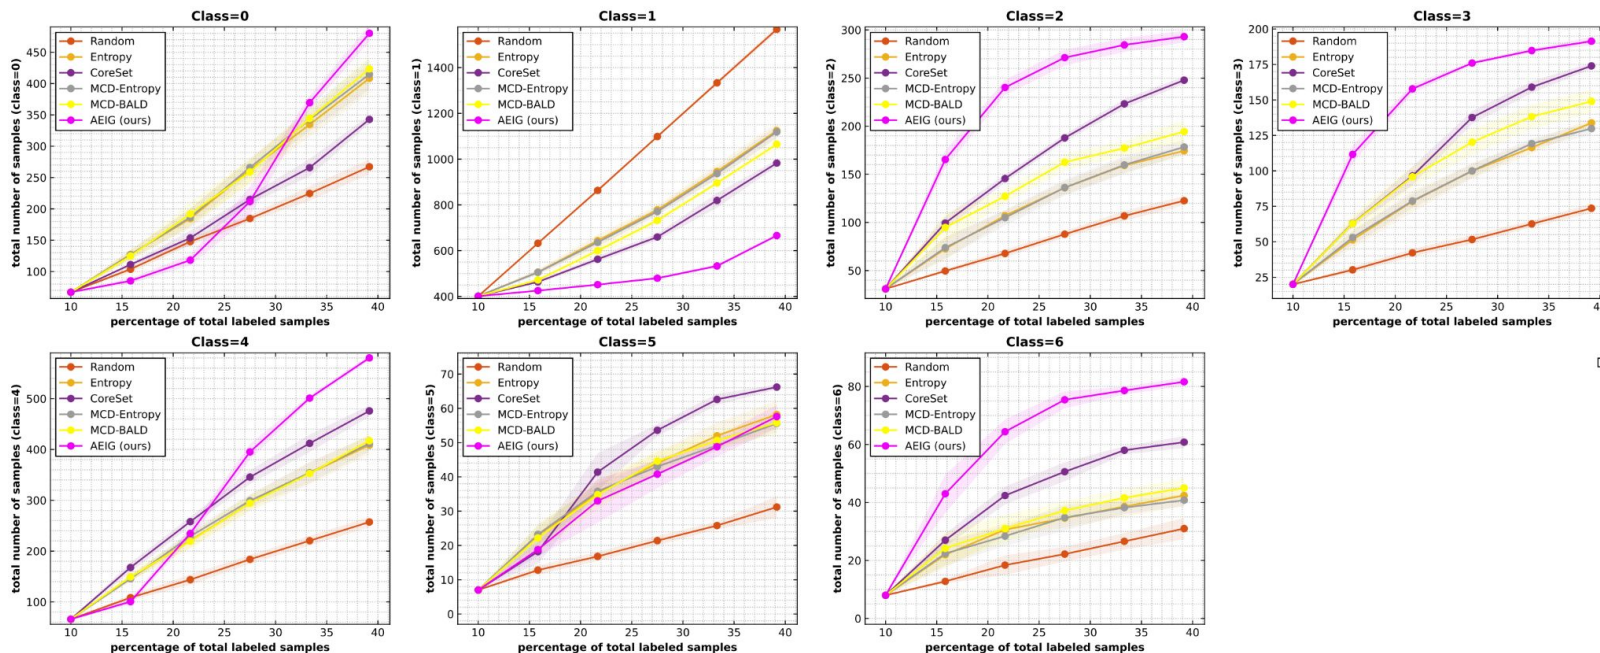 Class=0
total number of samples (class=0)
450
400
350
300
250
200
150
100
Random
Entropy
CoreSet
MCD-Entropy
MCD-BALD
AEIG (ours)
10 15 20 25 30 35 40
percentage of total labeled samples
Class=1
total number of samples (class=1)
1400
1200
1000
800
600
400
Random
Entropy
CoreSet
MCD-Entropy
MCD-BALD
AEIG (ours)
10 15 20 25 30 35 40
percentage of total labeled samples
Class=2
total number of samples (class=2)
300
250
200
150
100
50
Random
Entropy
CoreSet
MCD-Entropy
MCD-BALD
AEIG (ours)
10 15 20 25 30 35 40
percentage of total labeled samples
Class=3
total number of samples (class=3)
200
175
150
125
100
75
50
25
Random
Entropy
CoreSet
MCD-Entropy
MCD-BALD
AEIG (ours)
10 15 20 25 30 35
percentage of total labeled samples
Class=4
total number of samples (class=4)
500
400
300
200
100
Random
Entropy
CoreSet
MCD-Entropy
MCD-BALD
AEIG (ours)
10 15 20 25 30 35 40
percentage of total labeled samples
Class=5
total number of samples (class=5)
70
60
50
40
30
20
10
0
Random
Entropy
CoreSet
MCD-Entropy
MCD-BALD
AEIG (ours)
10 15 20 25 30 35 40
percentage of total labeled samples
Class=6
total number of samples (class=6)
80
60
40
20
0
Random
Entropy
CoreSet
MCD-Entropy
MCD-BALD
AEIG (ours)
10 15 20 25 30 35 40
percentage of total labeled samples